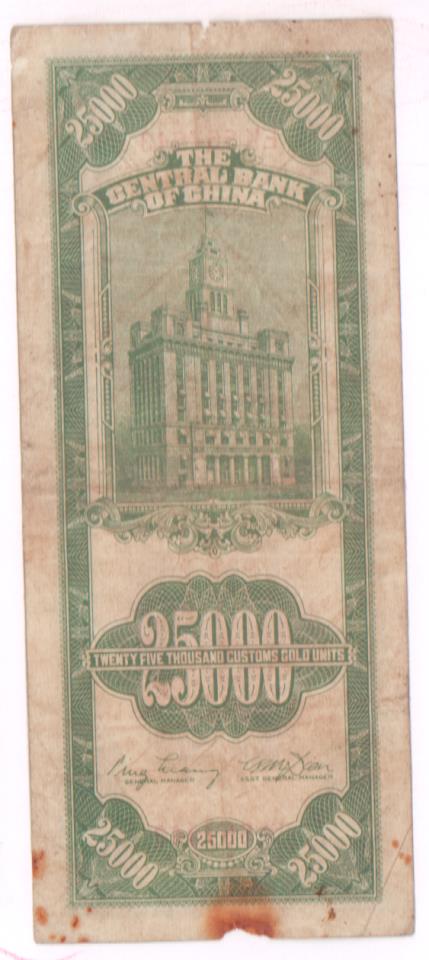 25000
25000
THE
CENTRAL BANK
OF CHINA
25000
TWENTY FIVE THOUSAND CUSTOMS GOLD UNITS
GENERAL MANAGER
ASST GENERAL MANAGER
25000
25000
25000